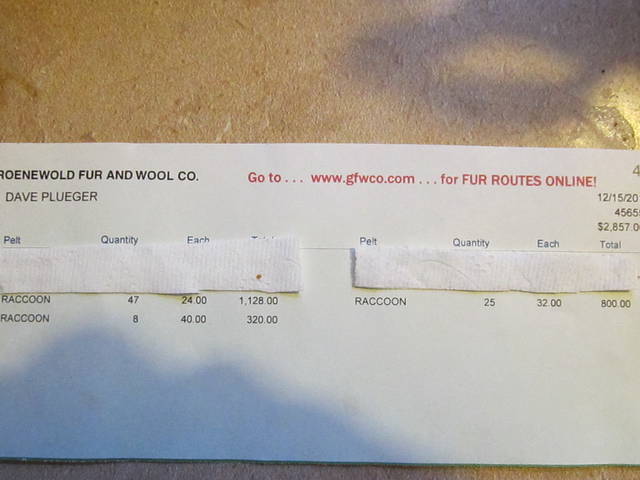 ROENEWOLD FUR AND WOOL CO. Go to . . . www.gfwco.com . . . for FUR ROUTES ONLINE! 4
DAVE PLUEGER 12/15/20
4565
$2,857.0
Pelt Quantity Each Total Pelt Quantity Each Total
RACCOON 47 24.00 1,128.00 RACCOON 25 32.00 800.00
RACCOON 8 40.00 320.00